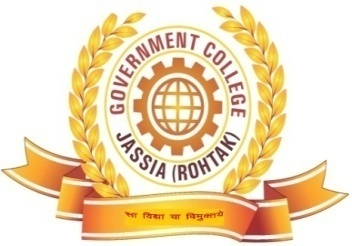 GOVERNMENT COLLEGE
JASSIA (ROHTAK)
सा विद्या या विमुक्तये